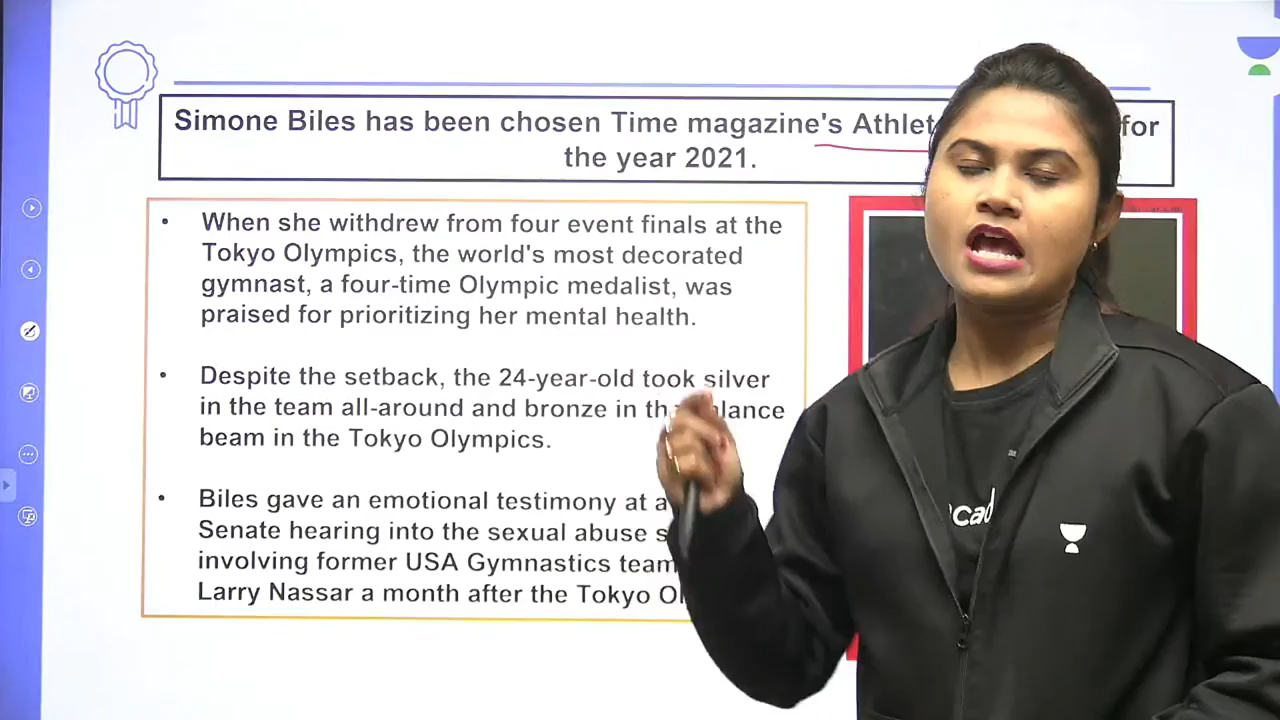 Simone Biles has been chosen Time magazine's Athlet for
the year 2021.
• When she withdrew from four event finals at the
Tokyo Olympics, the world's most decorated
gymnast, a four-time Olympic medalist, was
praised for prioritizing her mental health.
• Despite the setback, the 24-year-old took silver
in the team all-around and bronze in the balance
beam in the Tokyo Olympics.
• Biles gave an emotional testimony at a
Senate hearing into the sexual abuse s
involving former USA Gymnastics team
Larry Nassar a month after the Tokyo Ol
acad